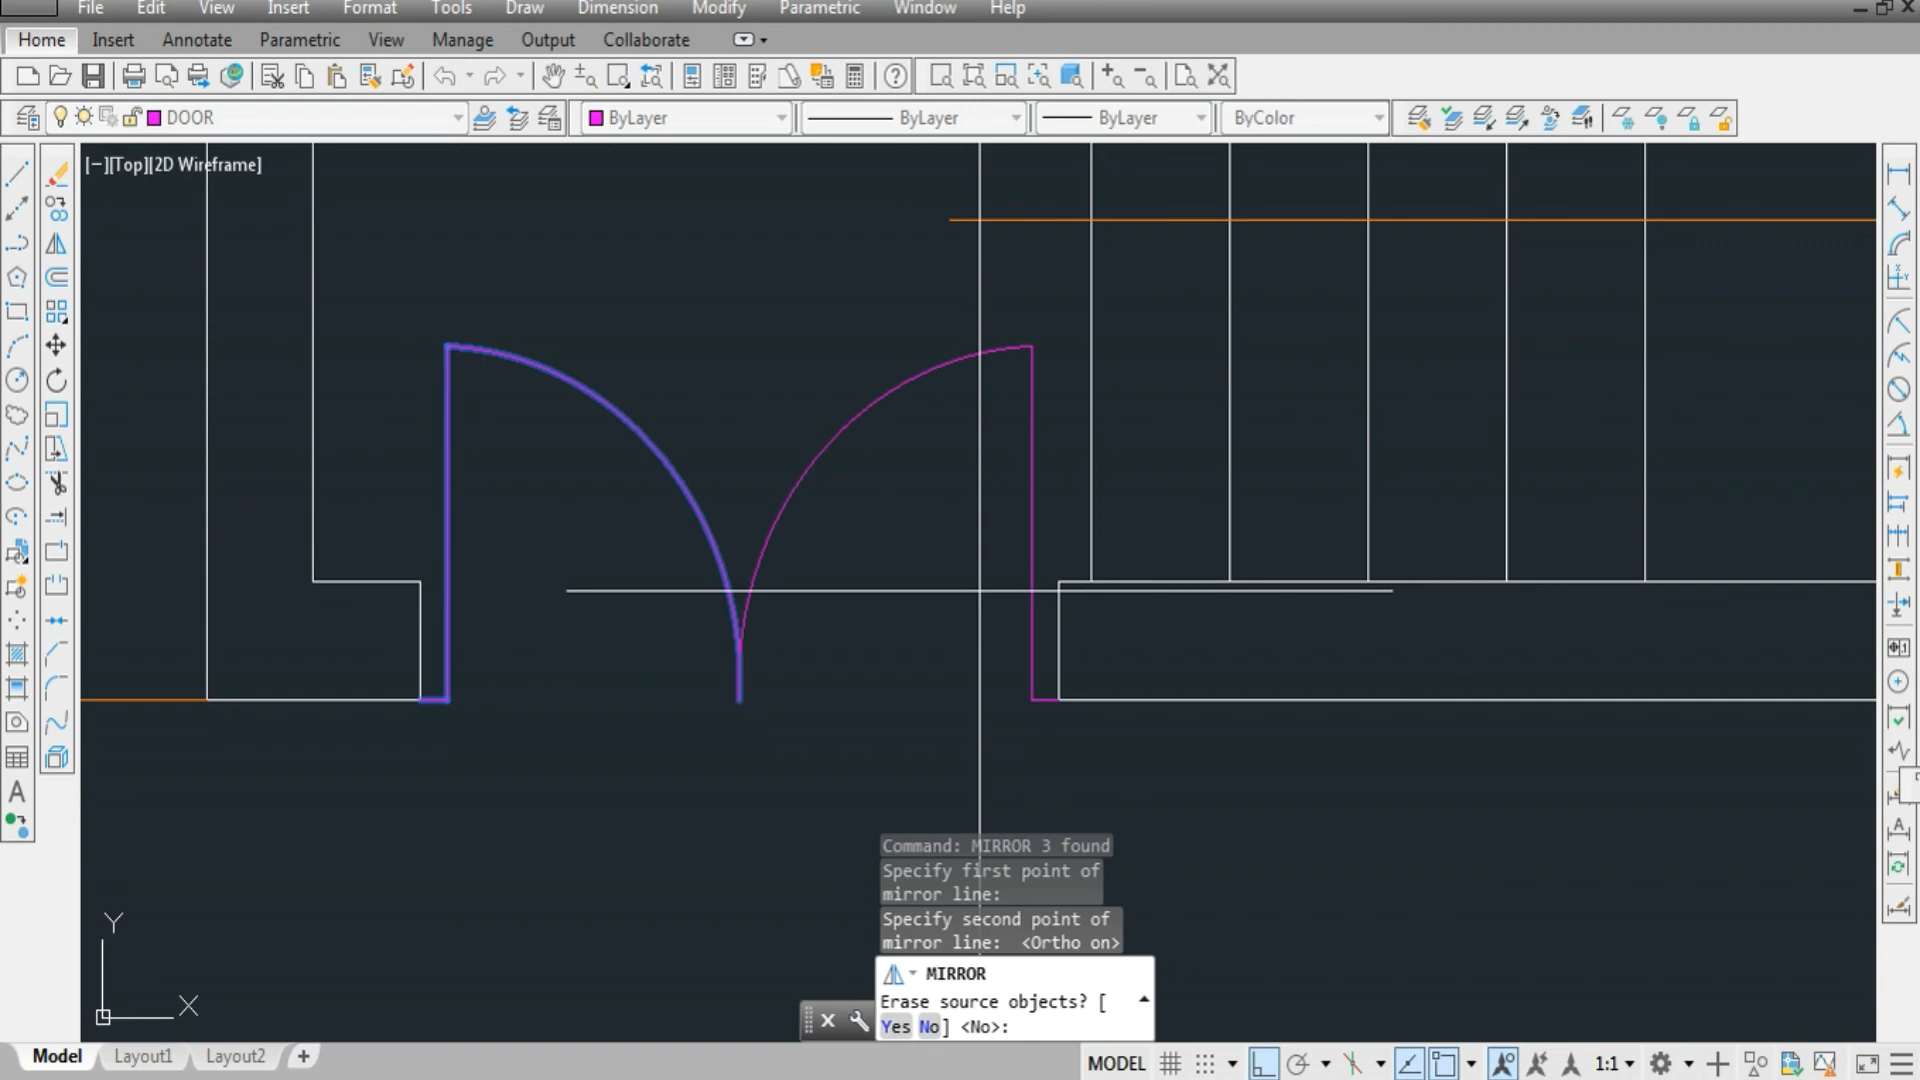 File Edit View Insert Format Tools Draw Dimension Modify Parametric Window Help
Home Insert Annotate Parametric View Manage Output Collaborate
DOOR ByLayer ByLayer ByLayer ByColor
[−][Top][2D Wireframe]
Command: MIRROR 3 found
Specify first point of
mirror line:
Specify second point of
mirror line: <Ortho on>
MIRROR
Erase source objects? [
Yes No] <No>:
Y
X
Model Layout1 Layout2 +
MODEL 1:1